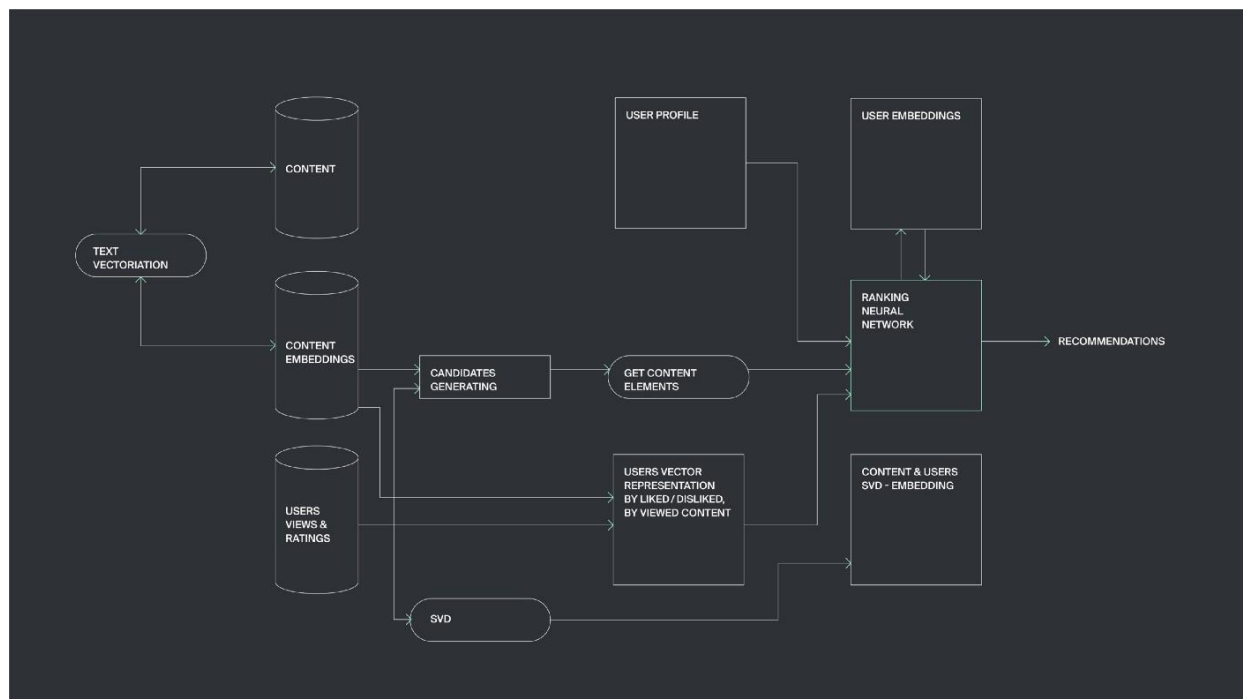 CONTENT
USER PROFILE
USER EMBEDDINGS
TEXT
VECTORIATION
RANKING
NEURAL
NETWORK
RECOMMENDATIONS
CONTENT
EMBEDDINGS
CANDIDATES
GENERATING
GET CONTENT
ELEMENTS
USERS
VIEWS &
RATINGS
USERS VECTOR
REPRESENTATION
BY LIKED / DISLIKED,
BY VIEWED CONTENT
CONTENT & USERS
SVD - EMBEDDING
SVD